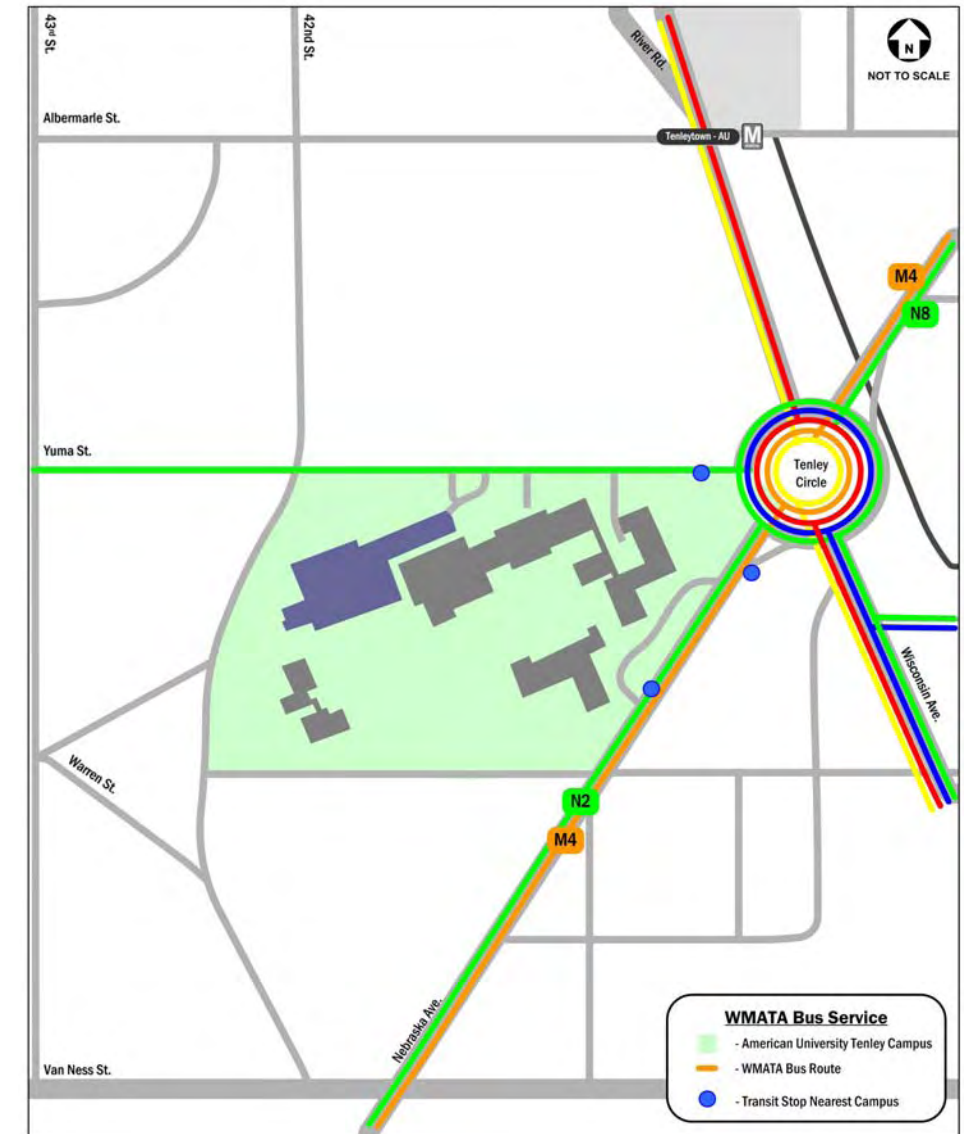 43rd St.
42nd St.
River Rd.
N
NOT TO SCALE
Albermarle St.
Tenleytown - AU
M
M4
N8
Yuma St.
Tenley
Circle
Wisconsin Ave.
Warren St.
N2
M4
Nebraska Ave.
Van Ness St.
WMATA Bus Service
- American University Tenley Campus
- WMATA Bus Route
- Transit Stop Nearest Campus